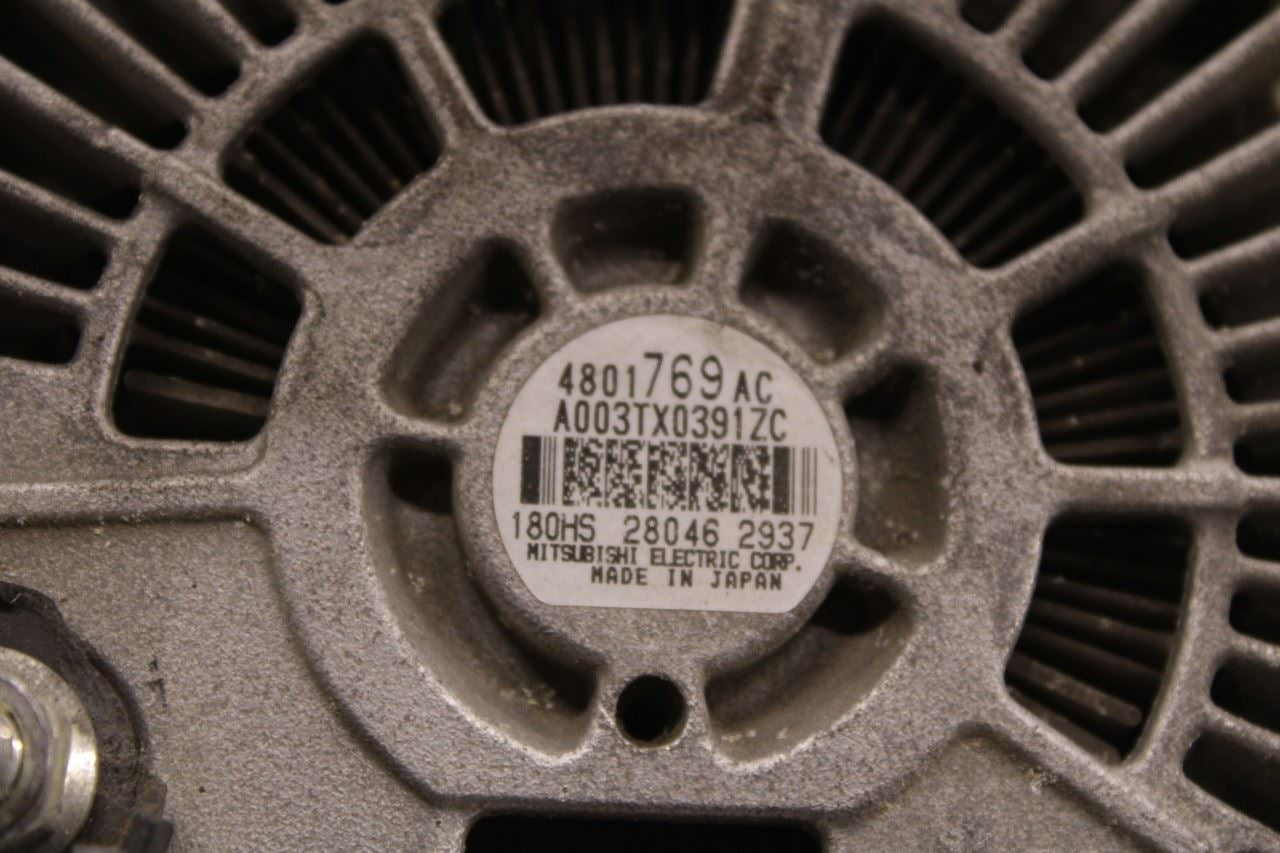 4801769AC
A003TX0391ZC
180HS 28046 2937
MITSUBISHI ELECTRIC CORP.
MADE IN JAPAN